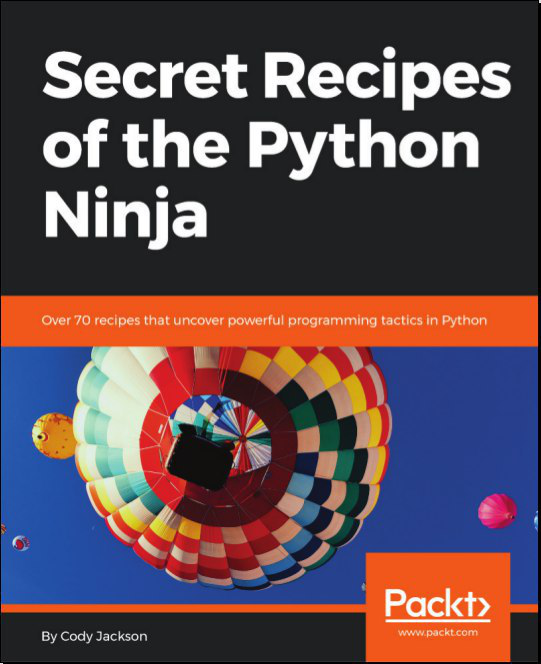 Secret Recipes
of the Python
Ninja
Over 70 recipes that uncover powerful programming tactics in Python
Packt>
www.packt.com
By Cody Jackson